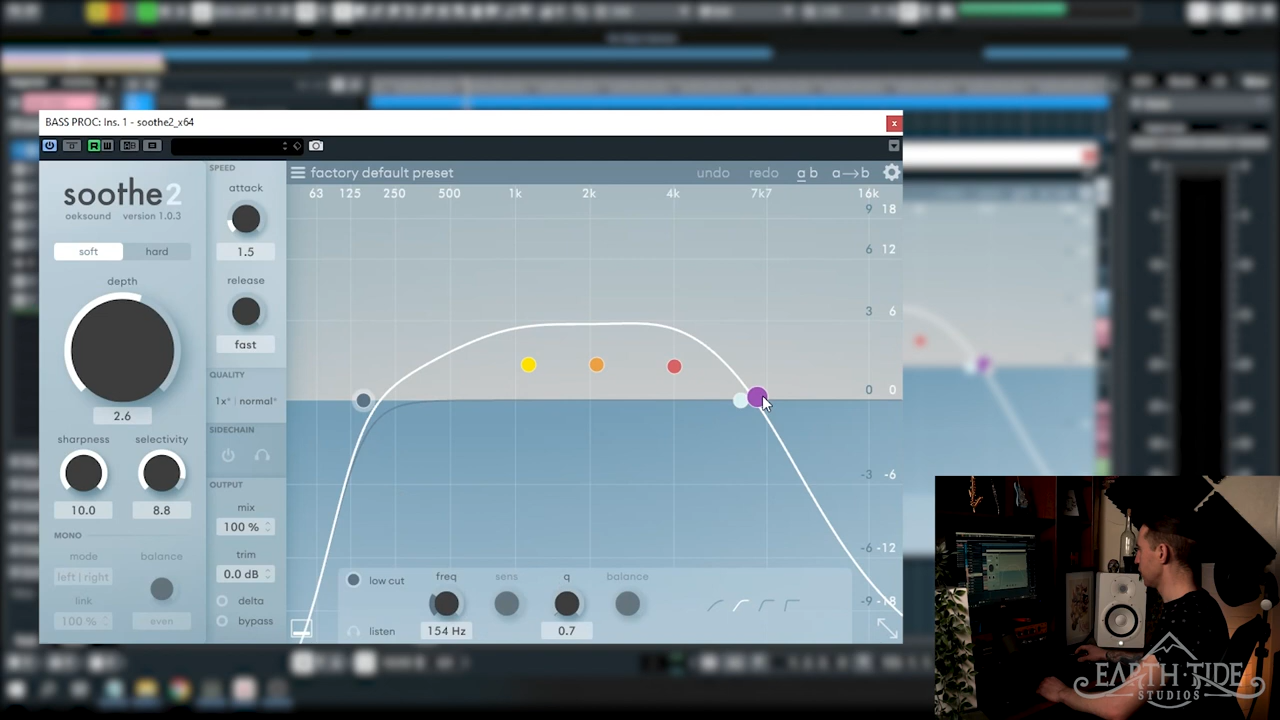 BASS PROC: Ins. 1 - soothe2_x64
R W
soothe2
oeksound version 1.0.3
soft hard
depth
2.6
sharpness selectivity
10.0 8.8
MONO
mode balance
left | right
link
100 % even
SPEED
attack
1.5
release
fast
QUALITY
1x* normal*
SIDECHAIN
OUTPUT
mix
100 %
trim
0.0 dB
delta
bypass
factory default preset
undo redo a b a→b
63 125 250 500 1k 2k 4k 7k7 16k
9 18
6 12
3 6
0 0
-3 -6
-6 -12
-9 -18
low cut freq sens q balance
listen 154 Hz 0.7
EARTH·TIDE
STUDIOS